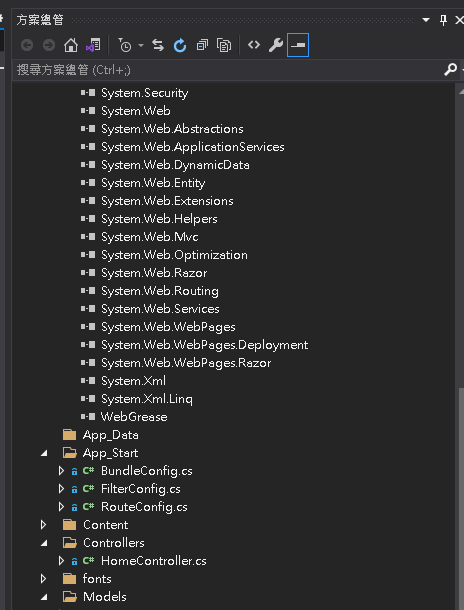 方案總管
搜尋方案總管 (Ctrl+;)
System.Security
System.Web
System.Web.Abstractions
System.Web.ApplicationServices
System.Web.DynamicData
System.Web.Entity
System.Web.Extensions
System.Web.Helpers
System.Web.Mvc
System.Web.Optimization
System.Web.Razor
System.Web.Routing
System.Web.Services
System.Web.WebPages
System.Web.WebPages.Deployment
System.Web.WebPages.Razor
System.Xml
System.Xml.Linq
WebGrease
App_Data
App_Start
C# BundleConfig.cs
C# FilterConfig.cs
C# RouteConfig.cs
Content
Controllers
C# HomeController.cs
fonts
Models